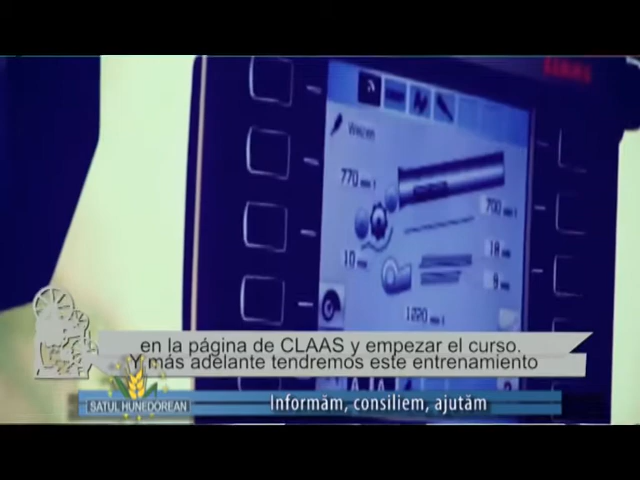 CLAAS
Weizen
770
700
10
18
9
1220
en la página de CLAAS y empezar el curso.
Y más adelante tendremos este entrenamiento
SATUL HUNEDOREAN
Informăm, consiliem, ajutăm